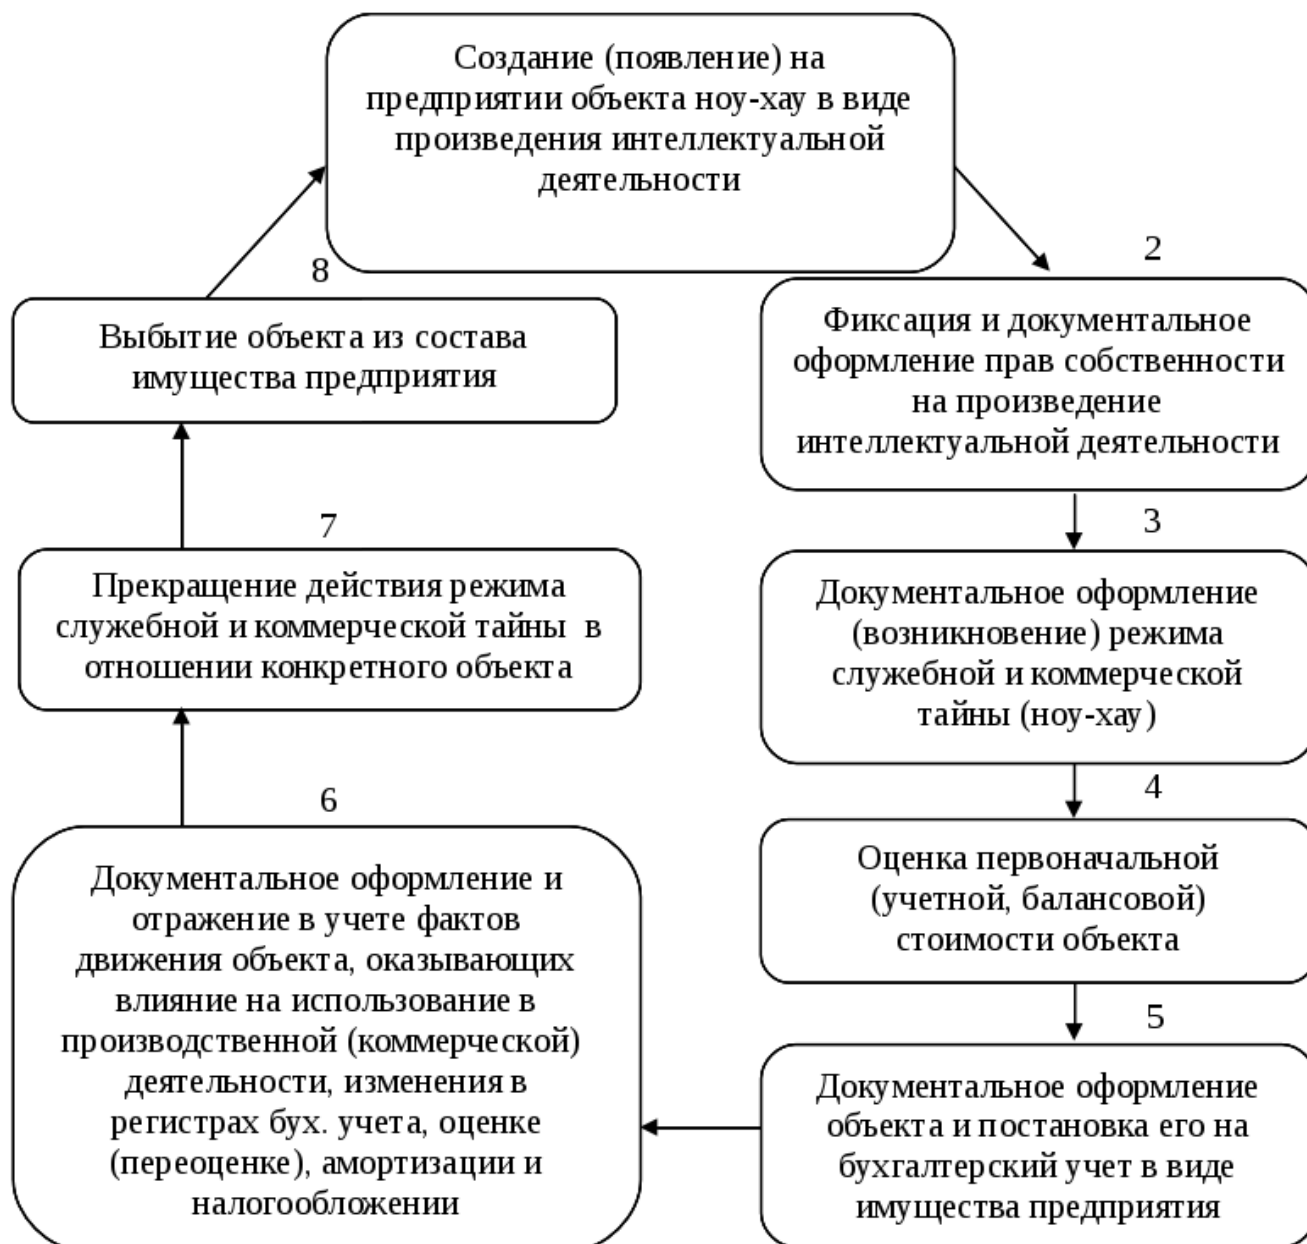 Создание (появление) на
предприятии объекта ноу-хау в виде
произведения интеллектуальной
деятельности
2
Фиксация и документальное
оформление прав собственности
на произведение
интеллектуальной деятельности
3
Документальное оформление
(возникновение) режима
служебной и коммерческой
тайны (ноу-хау)
4
Оценка первоначальной
(учетной, балансовой)
стоимости объекта
5
Документальное оформление
объекта и постановка его на
бухгалтерский учет в виде
имущества предприятия
6
Документальное оформление и
отражение в учете фактов
движения объекта, оказывающих
влияние на использование в
производственной (коммерческой)
деятельности, изменения в
регистрах бух. учета, оценке
(переоценке), амортизации и
налогообложении
7
Прекращение действия режима
служебной и коммерческой тайны в
отношении конкретного объекта
8
Выбытие объекта из состава
имущества предприятия